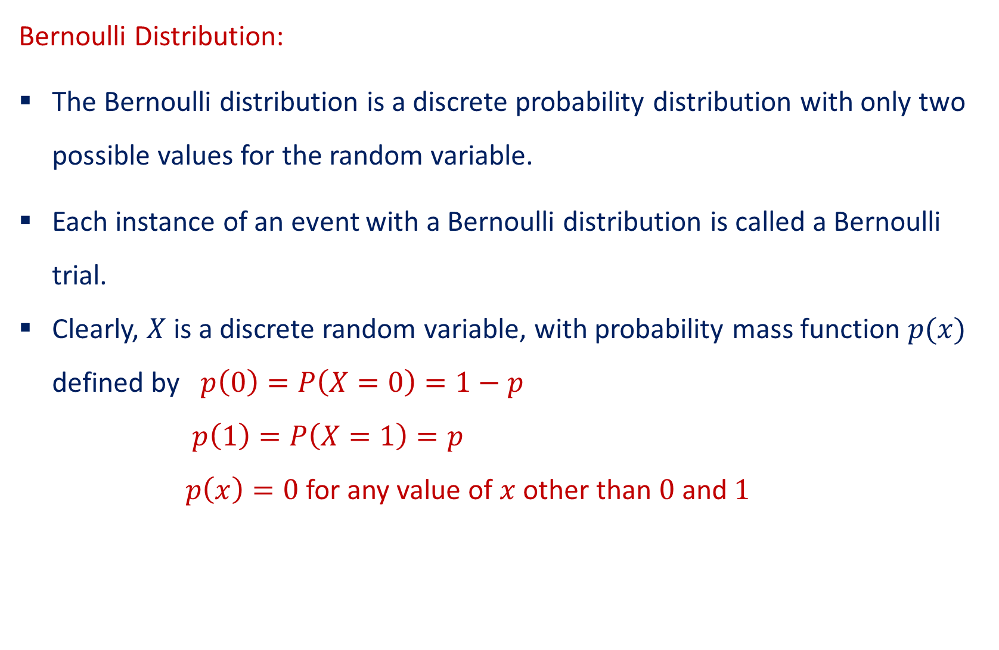 Bernoulli Distribution:
▪ The Bernoulli distribution is a discrete probability distribution with only two
possible values for the random variable.
▪ Each instance of an event with a Bernoulli distribution is called a Bernoulli
trial.
▪ Clearly, 𝑋 is a discrete random variable, with probability mass function 𝑝(𝑥)
defined by 𝑝(0) = 𝑃(𝑋 = 0) = 1 − 𝑝
𝑝(1) = 𝑃(𝑋 = 1) = 𝑝
𝑝(𝑥) = 0 for any value of 𝑥 other than 0 and 1